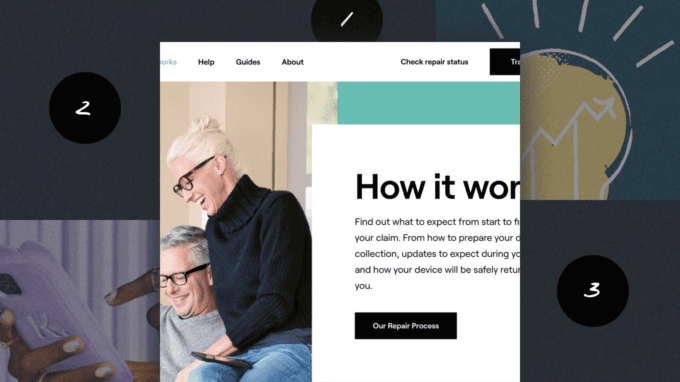 1
2
orks Help Guides About Check repair status Tra
How it wor
Find out what to expect from start to fi
your claim. From how to prepare your d
collection, updates to expect during yo
and how your device will be safely retur
you.
Our Repair Process
3